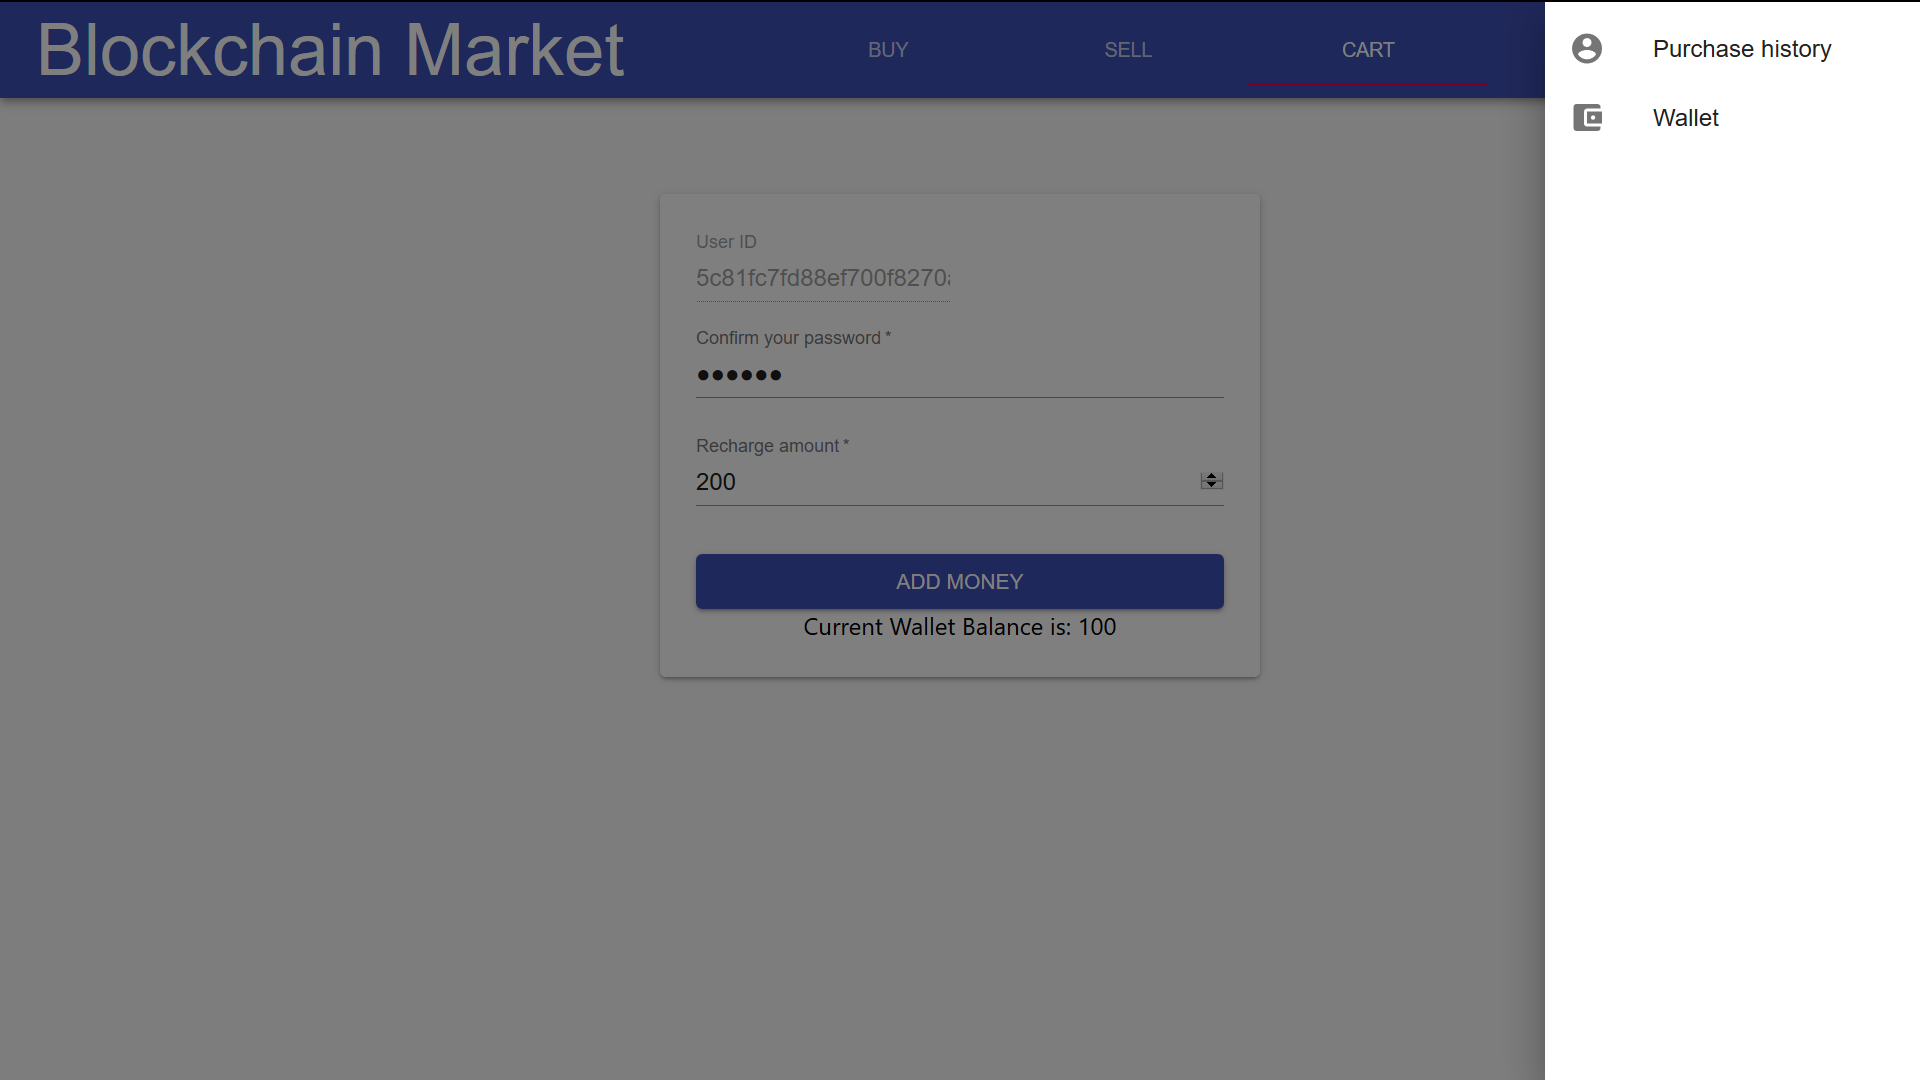 Blockchain Market
BUY
SELL
CART
Purchase history
Wallet
User ID
5c81fc7fd88ef700f8270
Confirm your password *
••••••
Recharge amount *
200
ADD MONEY
Current Wallet Balance is: 100